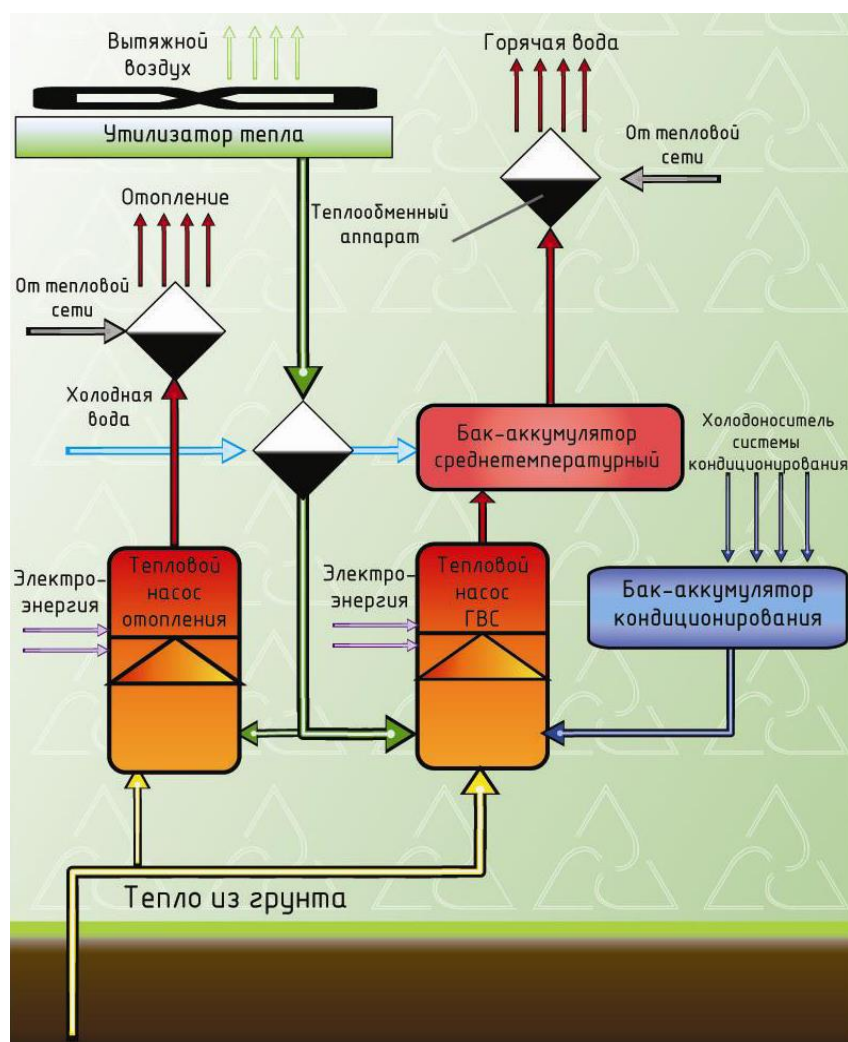 Вытяжной
воздух
Утилизатор тепла
Горячая вода
От тепловой
сети
Теплообменный
аппарат
Отопление
От тепловой
сети
Холодная
вода
Бак-аккумулятор
среднетемпературный
Холодоноситель
системы
кондиционирования
Электро-
энергия
Тепловой
насос
отопления
Электро-
энергия
Тепловой
насос
ГВС
Бак-аккумулятор
кондиционирования
Тепло из грунта